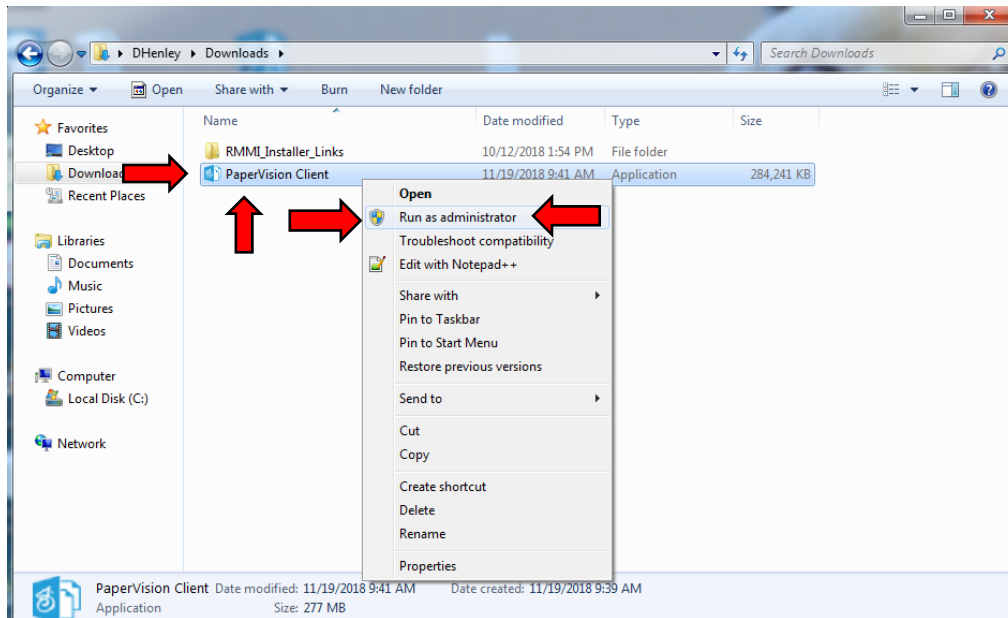 DHenley Downloads Search Downloads
Organize Open Share with Burn New folder
Name Date modified Type Size
Favorites
Desktop
Downloa
Recent Places
Libraries
Documents
Music
Pictures
Videos
Computer
Local Disk (C:)
Network
RMMI_Installer_Links 10/12/2018 1:54 PM File folder
PaperVision Client 11/19/2018 9:41 AM Application 284,241 KB
Open
Run as administrator
Troubleshoot compatibility
Edit with Notepad++
Share with
Pin to Taskbar
Pin to Start Menu
Restore previous versions
Send to
Cut
Copy
Create shortcut
Delete
Rename
Properties
PaperVision Client Date modified: 11/19/2018 9:41 AM Date created: 11/19/2018 9:39 AM
Application Size: 277 MB